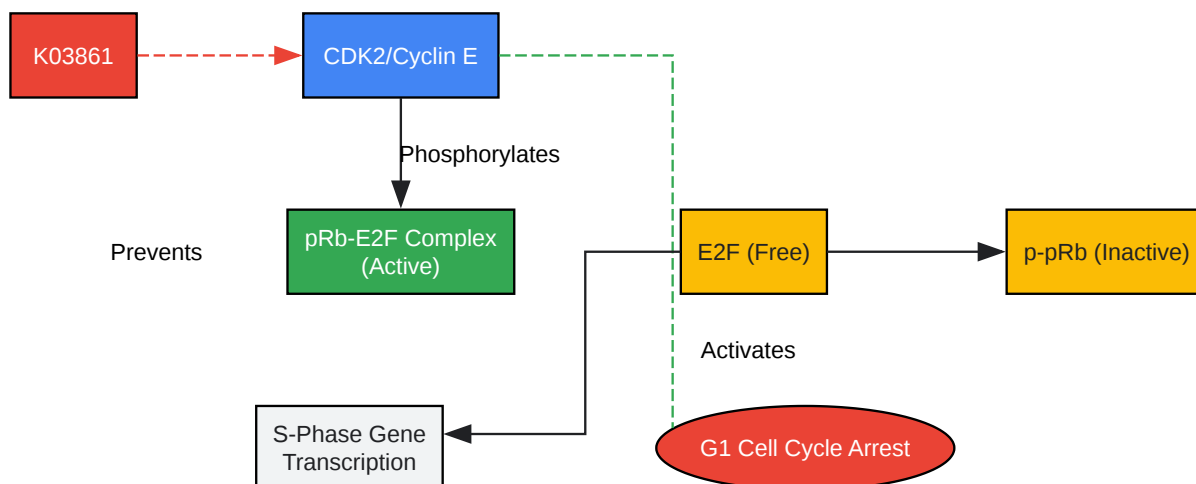 K03861
CDK2/Cyclin E
Phosphorylates
Prevents
pRb-E2F Complex
(Active)
E2F (Free)
p-pRb (Inactive)
Activates
S-Phase Gene
Transcription
G1 Cell Cycle Arrest